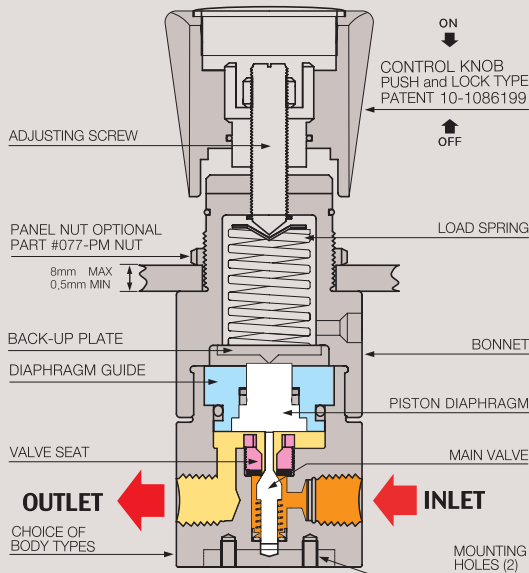 ON
CONTROL KNOB
PUSH and LOCK TYPE
PATENT 10-1086199
OFF
ADJUSTING SCREW
PANEL NUT OPTIONAL
PART #077-PM NUT
LOAD SPRING
8mm MAX
0,5mm MIN
BACK-UP PLATE
BONNET
DIAPHRAGM GUIDE
PISTON DIAPHRAGM
VALVE SEAT
MAIN VALVE
OUTLET
INLET
CHOICE OF
BODY TYPES
MOUNTING
HOLES (2)